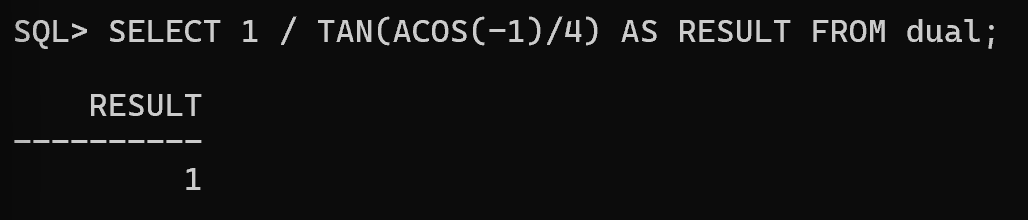 SQL> SELECT 1 / TAN(ACOS(-1)/4) AS RESULT FROM dual;
RESULT
----------
1